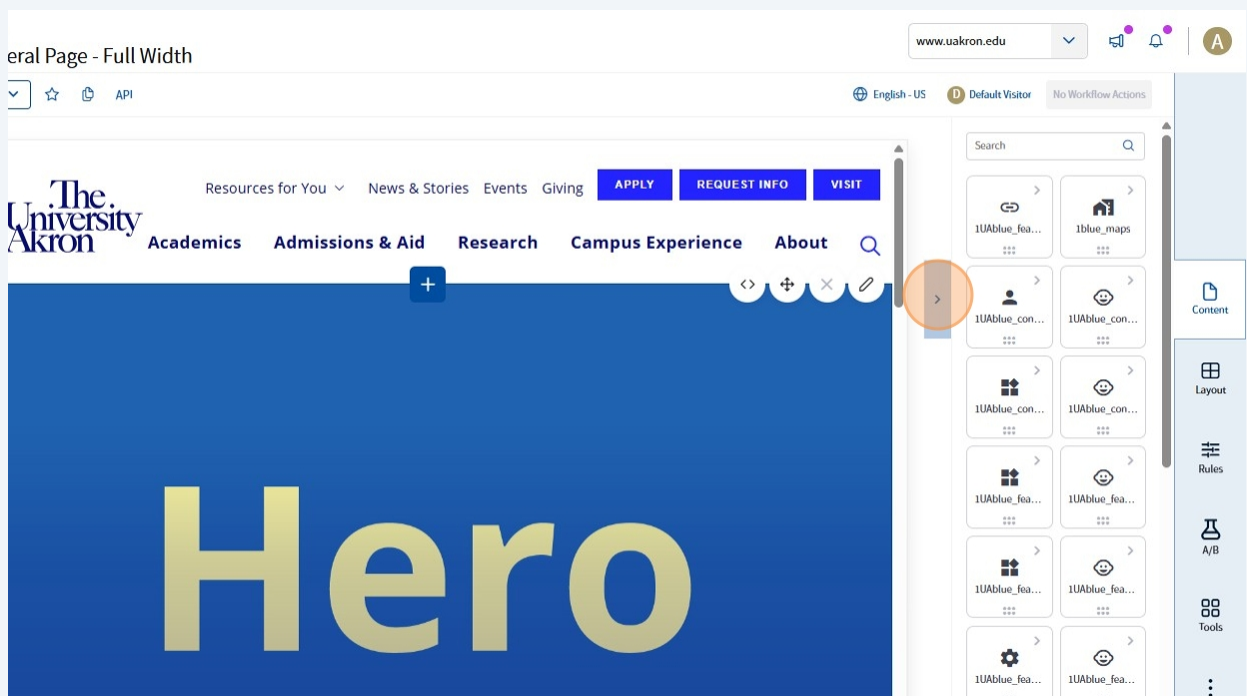 www.uakron.edu
A
eral Page - Full Width
API
English - US
D Default Visitor
No Workflow Actions
Search
The
University
Akron
Resources for You
News & Stories
Events
Giving
APPLY
REQUEST INFO
VISIT
Academics
Admissions & Aid
Research
Campus Experience
About
Hero
1UAblue_fea...
1blue_maps
1UAblue_con...
1UAblue_con...
1UAblue_con...
1UAblue_con...
1UAblue_fea...
1UAblue_fea...
1UAblue_fea...
1UAblue_fea...
1UAblue_fea...
1UAblue_fea...
Content
Layout
Rules
A/B
Tools